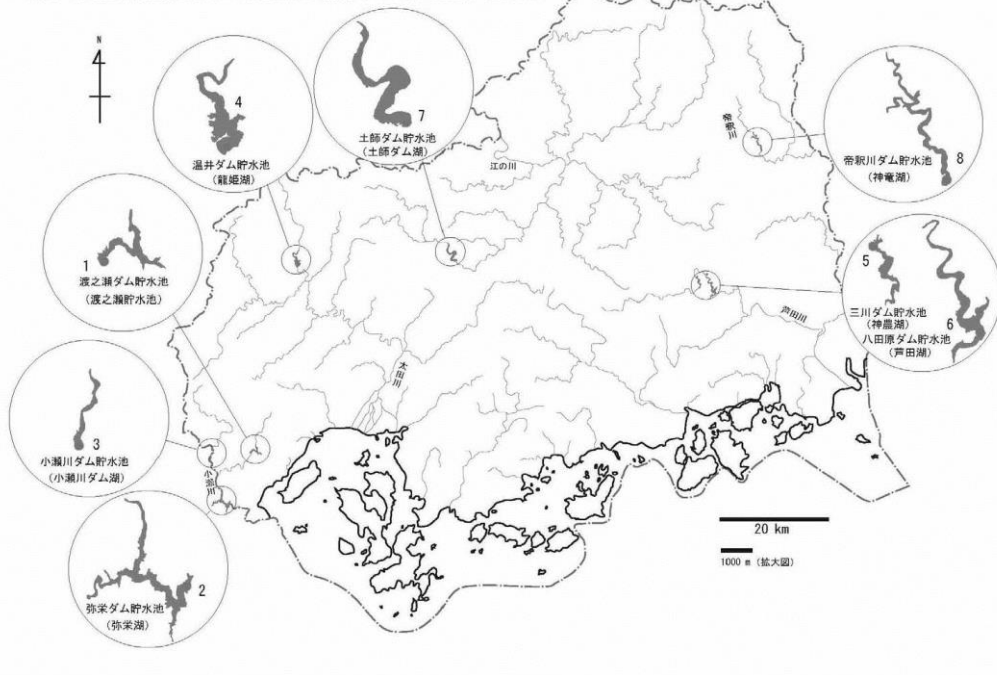 N
4
温井ダム貯水池
(龍姫湖)
7
土師ダム貯水池
(土師ダム湖)
江の川
帝釈川
8
帝釈川ダム貯水池
(神竜湖)
1
渡之瀬ダム貯水池
(渡之瀬貯水池)
5
三川ダム貯水池
(神農湖)
6
八田原ダム貯水池
(芦田湖)
芦田川
太田川
3
小瀬川ダム貯水池
(小瀬川ダム湖)
小瀬川
2
弥栄ダム貯水池
(弥栄湖)
20 km
1000 m (拡大図)